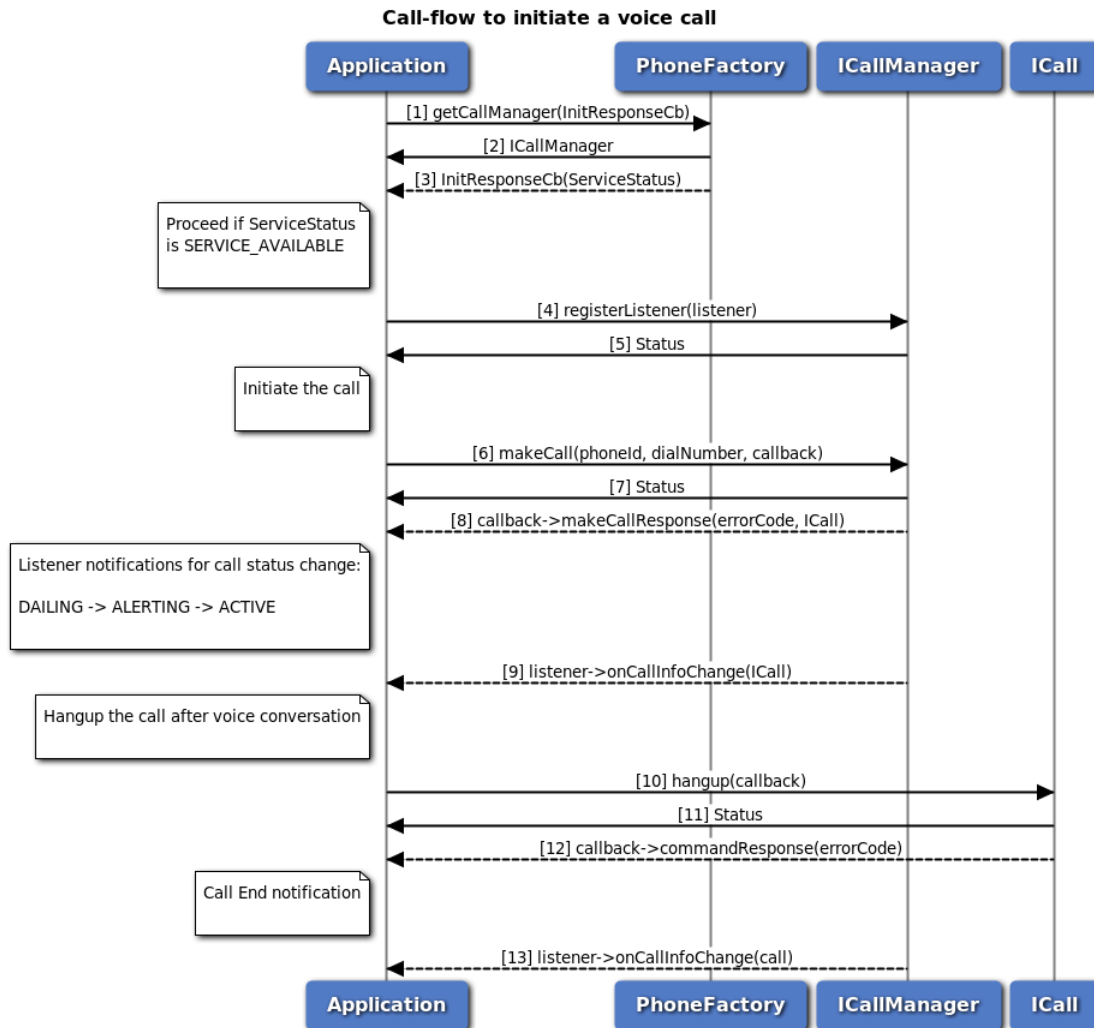 Call-flow to initiate a voice call
Application
PhoneFactory
ICallManager
ICall
[1] getCallManager(InitResponseCb)
[2] ICallManager
[3] InitResponseCb(ServiceStatus)
Proceed if ServiceStatus
is SERVICE_AVAILABLE
[4] registerListener(listener)
[5] Status
Initiate the call
[6] makeCall(phoneId, dialNumber, callback)
[7] Status
[8] callback->makeCallResponse(errorCode, ICall)
Listener notifications for call status change:
DAILING -> ALERTING -> ACTIVE
[9] listener->onCallInfoChange(ICall)
Hangup the call after voice conversation
[10] hangup(callback)
[11] Status
[12] callback->commandResponse(errorCode)
Call End notification
[13] listener->onCallInfoChange(call)
Application
PhoneFactory
ICallManager
ICall